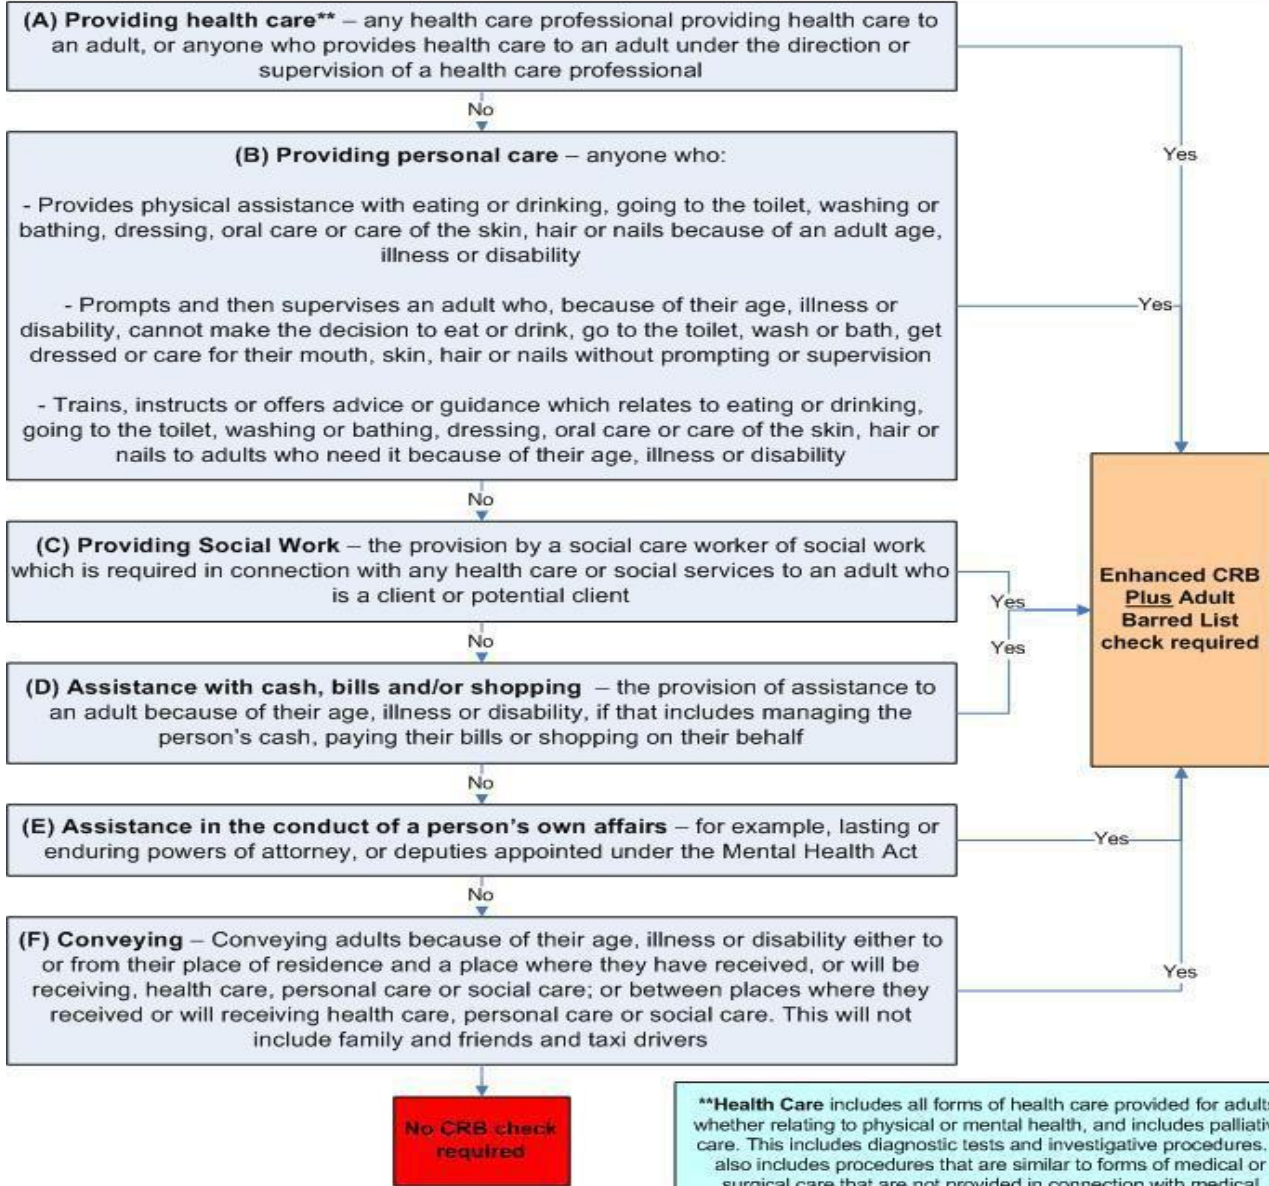 (A) Providing health care** – any health care professional providing health care to
an adult, or anyone who provides health care to an adult under the direction or
supervision of a health care professional
Yes
No
(B) Providing personal care – anyone who:
- Provides physical assistance with eating or drinking, going to the toilet, washing or
bathing, dressing, oral care or care of the skin, hair or nails because of an adult age,
illness or disability
- Prompts and then supervises an adult who, because of their age, illness or
disability, cannot make the decision to eat or drink, go to the toilet, wash or bath, get
dressed or care for their mouth, skin, hair or nails without prompting or supervision
- Trains, instructs or offers advice or guidance which relates to eating or drinking,
going to the toilet, washing or bathing, dressing, oral care or care of the skin, hair or
nails to adults who need it because of their age, illness or disability
Yes
No
(C) Providing Social Work – the provision by a social care worker of social work
which is required in connection with any health care or social services to an adult who
is a client or potential client
Yes
No
(D) Assistance with cash, bills and/or shopping – the provision of assistance to
an adult because of their age, illness or disability, if that includes managing the
person's cash, paying their bills or shopping on their behalf
Yes
No
Enhanced CRB
Plus Adult
Barred List
check required
(E) Assistance in the conduct of a person's own affairs – for example, lasting or
enduring powers of attorney, or deputies appointed under the Mental Health Act
Yes
No
(F) Conveying – Conveying adults because of their age, illness or disability either to
or from their place of residence and a place where they have received, or will be
receiving, health care, personal care or social care; or between places where they
received or will receiving health care, personal care or social care. This will not
include family and friends and taxi drivers
Yes
No CRB check
required
**Health Care includes all forms of health care provided for adults
whether relating to physical or mental health, and includes palliative
care. This includes diagnostic tests and investigative procedures.
also includes procedures that are similar to forms of medical or
surgical care that are not provided in connection with medical